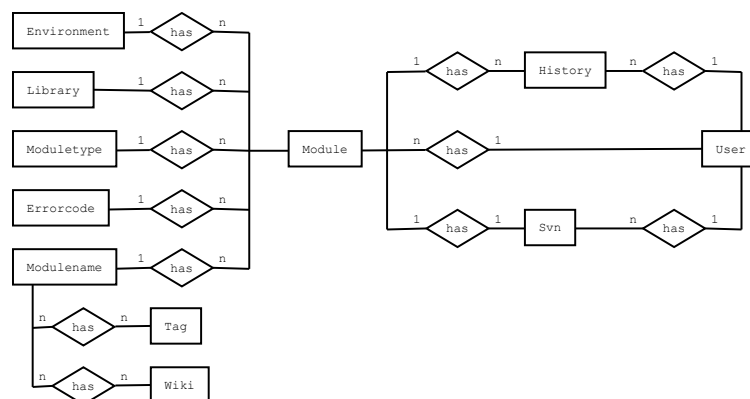 1 n
Environment has
1 n
Library has
1 n
Moduletype has
1 n
Errorcode has
1 n
Modulename has
n n
has Tag
n n
has Wiki
Module
1 n n 1
has History has
n 1
has User
1 1 n 1
has Svn has